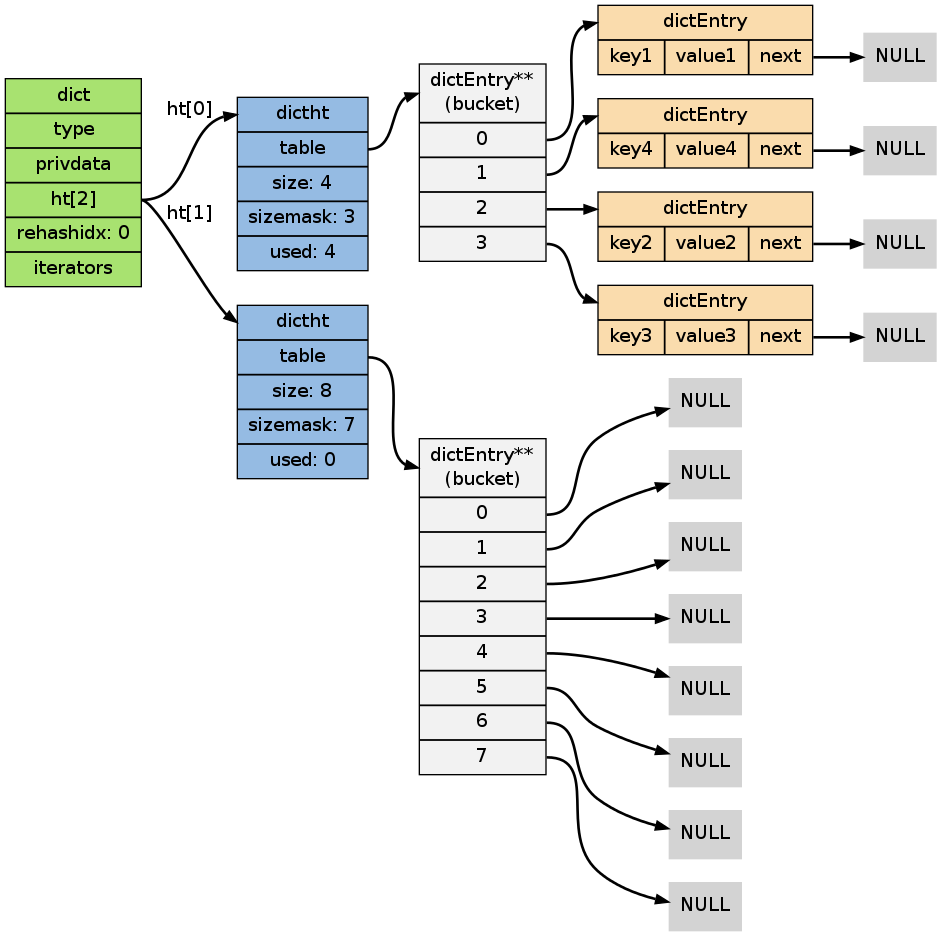 dict
type
privdata
ht[2]
rehashidx: 0
iterators
ht[0]
ht[1]
dictht
table
size: 4
sizemask: 3
used: 4
dictht
table
size: 8
sizemask: 7
used: 0
dictEntry**
(bucket)
0
1
2
3
dictEntry
key1 value1 next
NULL
dictEntry
key4 value4 next
NULL
dictEntry
key2 value2 next
NULL
dictEntry
key3 value3 next
NULL
dictEntry**
(bucket)
0
1
2
3
4
5
6
7
NULL
NULL
NULL
NULL
NULL
NULL
NULL
NULL